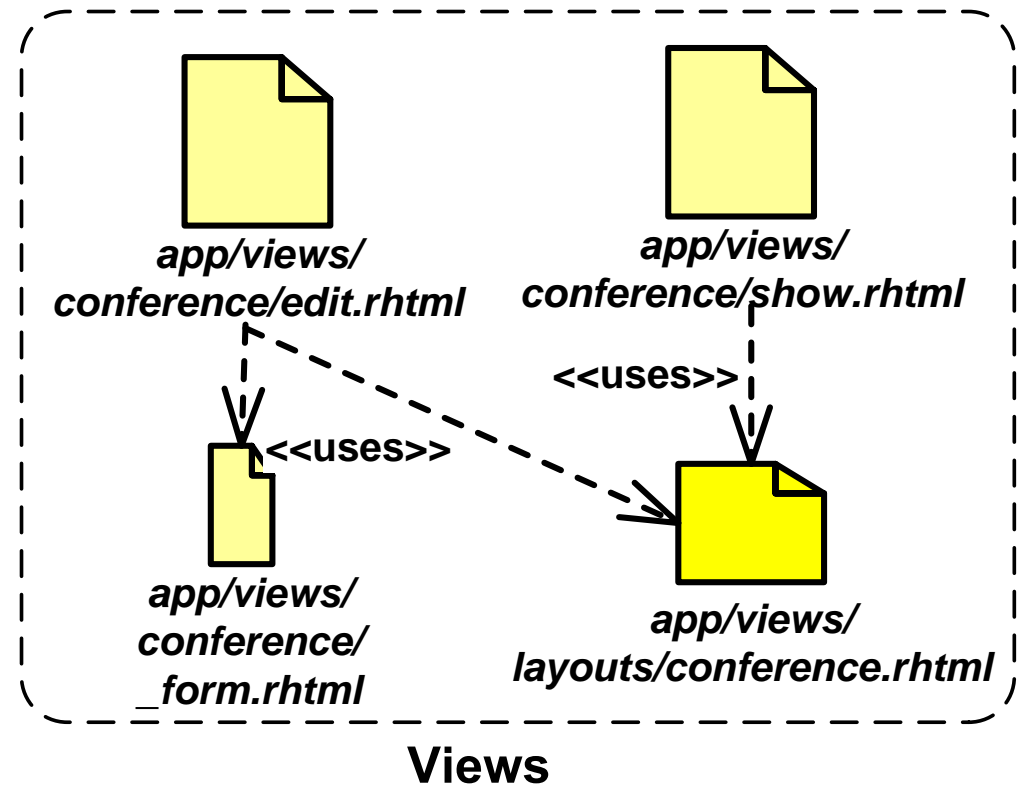 app/views/
conference/edit.rhtml
app/views/
conference/show.rhtml
<<uses>>
<<uses>>
app/views/
conference/
_form.rhtml
app/views/
layouts/conference.rhtml
Views